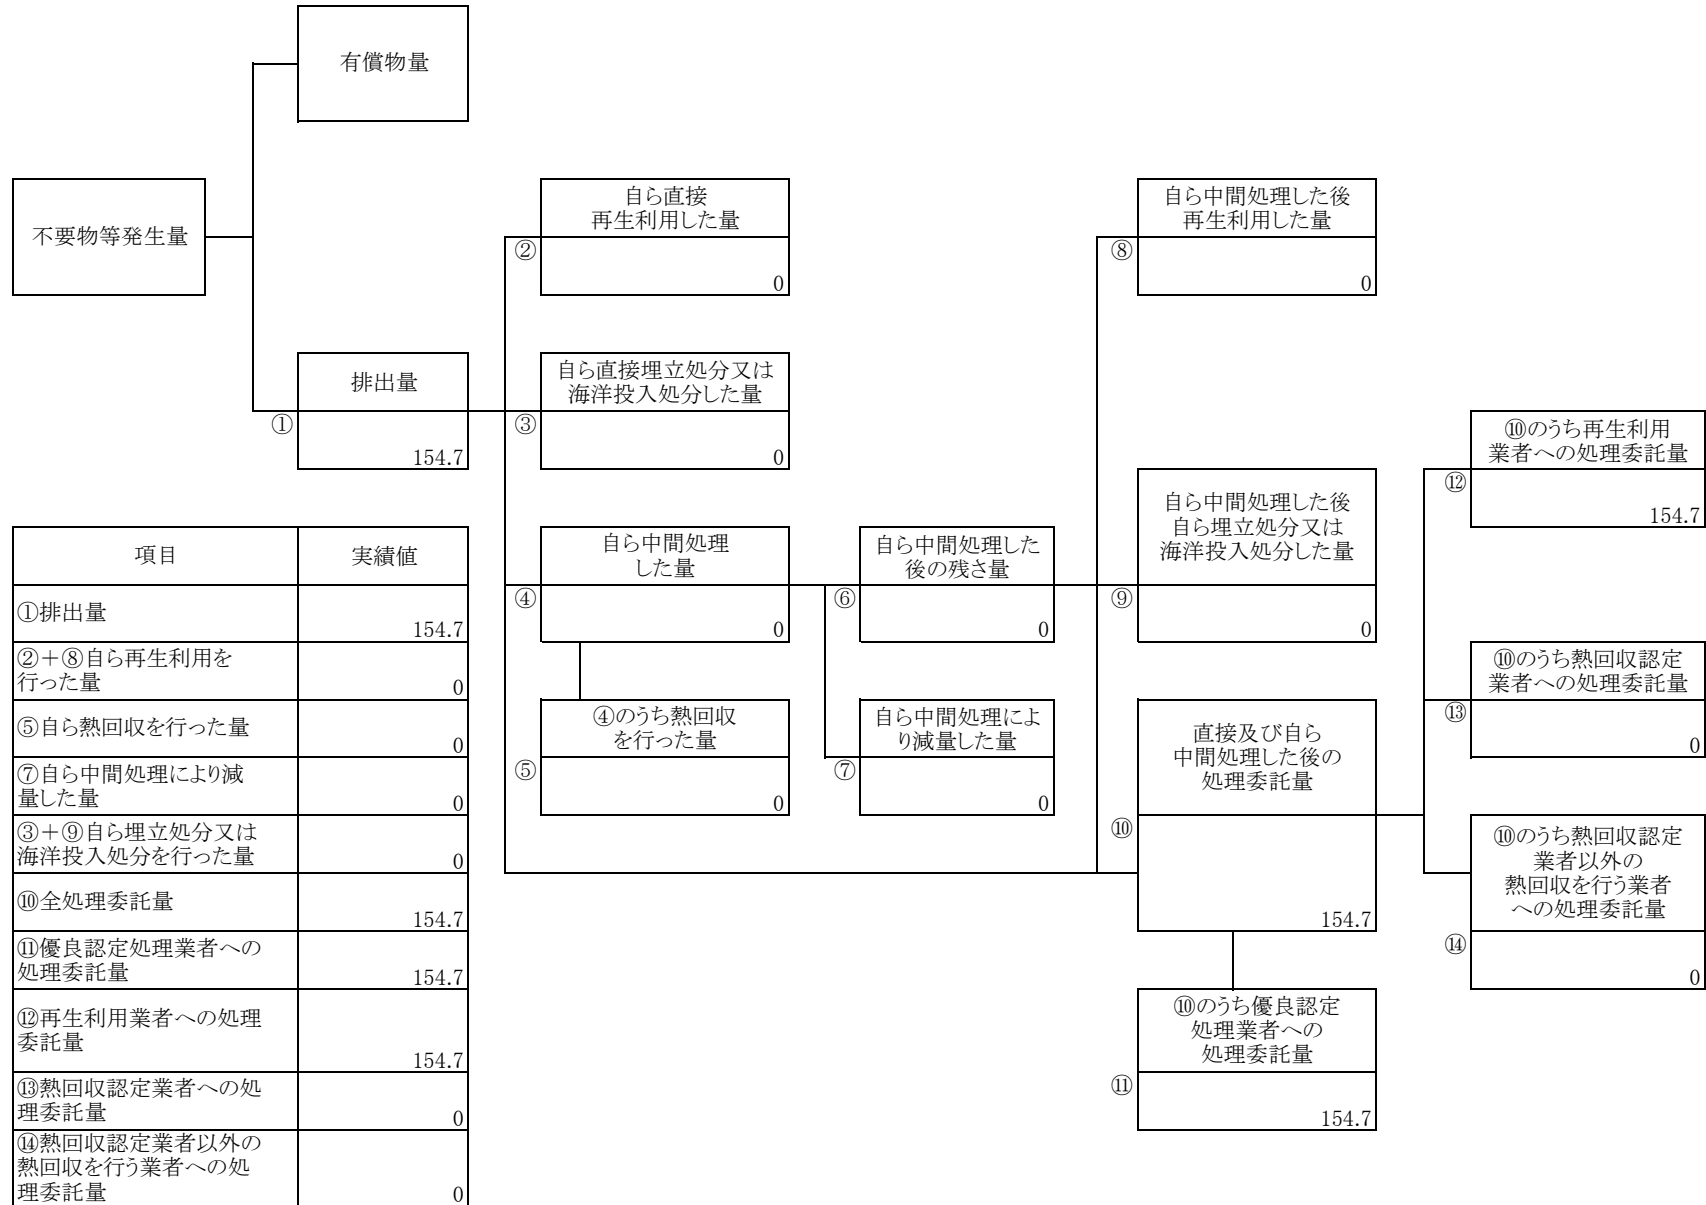 有償物量
不要物等発生量
自ら直接
再生利用した量
②
0
自ら中間処理した後
再生利用した量
⑧
0
排出量
①
154.7
自ら直接埋立処分又は
海洋投入処分した量
③
0
⑩のうち再生利用
業者への処理委託量
⑫
154.7
自ら中間処理
した量
④
0
自ら中間処理した
後の残さ量
⑥
0
自ら中間処理した後
自ら埋立処分又は
海洋投入処分した量
⑨
0
⑩のうち熱回収認定
業者への処理委託量
⑬
0
④のうち熱回収
を行った量
⑤
0
自ら中間処理によ
り減量した量
⑦
0
直接及び自ら
中間処理した後の
処理委託量
⑩
154.7
⑩のうち熱回収認定
業者以外の
熱回収を行う業者
への処理委託量
⑭
0
⑩のうち優良認定
処理業者への
処理委託量
⑪
154.7
項目 実績値
①排出量
154.7
②＋⑧自ら再生利用を
行った量
0
⑤自ら熱回収を行った量
0
⑦自ら中間処理により減
量した量
0
③＋⑨自ら埋立処分又は
海洋投入処分を行った量
0
⑩全処理委託量
154.7
⑪優良認定処理業者への
処理委託量
154.7
⑫再生利用業者への処理
委託量
154.7
⑬熱回収認定業者への処
理委託量
0
⑭熱回収認定業者以外の
熱回収を行う業者への処
理委託量
0